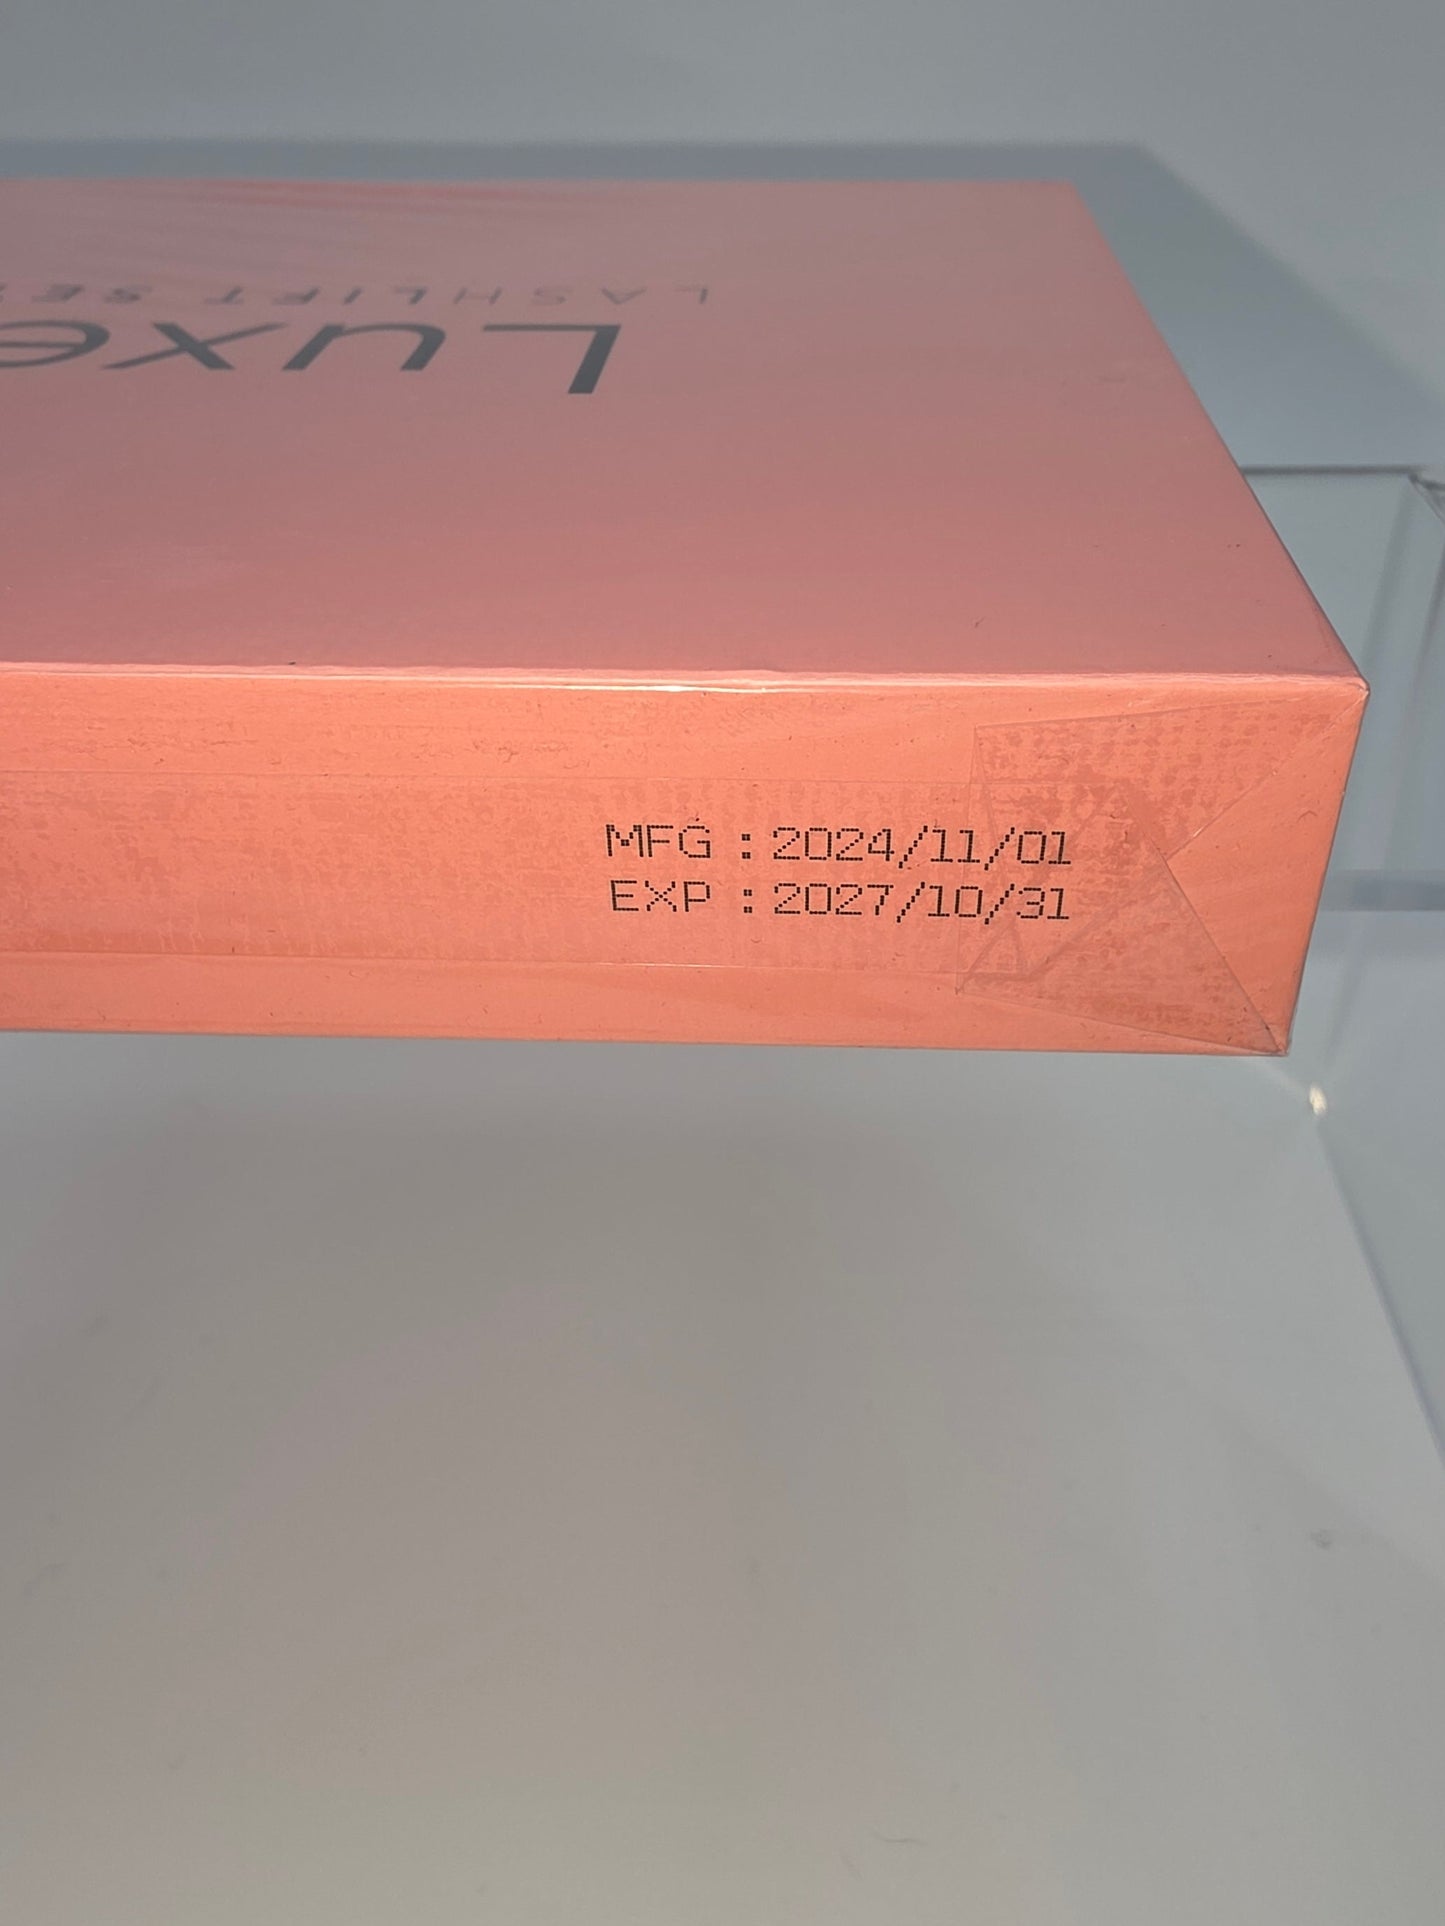 LASHLIFT SE
Luxe
MFG :2024/11/01
EXP :2027/10/31